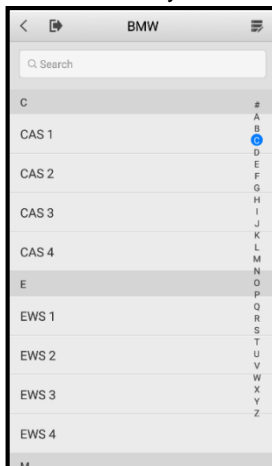 BMW
Search
C
CAS 1
CAS 2
CAS 3
CAS 4
E
EWS 1
EWS 2
EWS 3
EWS 4
M
#
A
B
C
D
E
F
G
H
I
J
K
L
M
N
O
P
Q
R
S
T
U
V
W
X
Y
Z